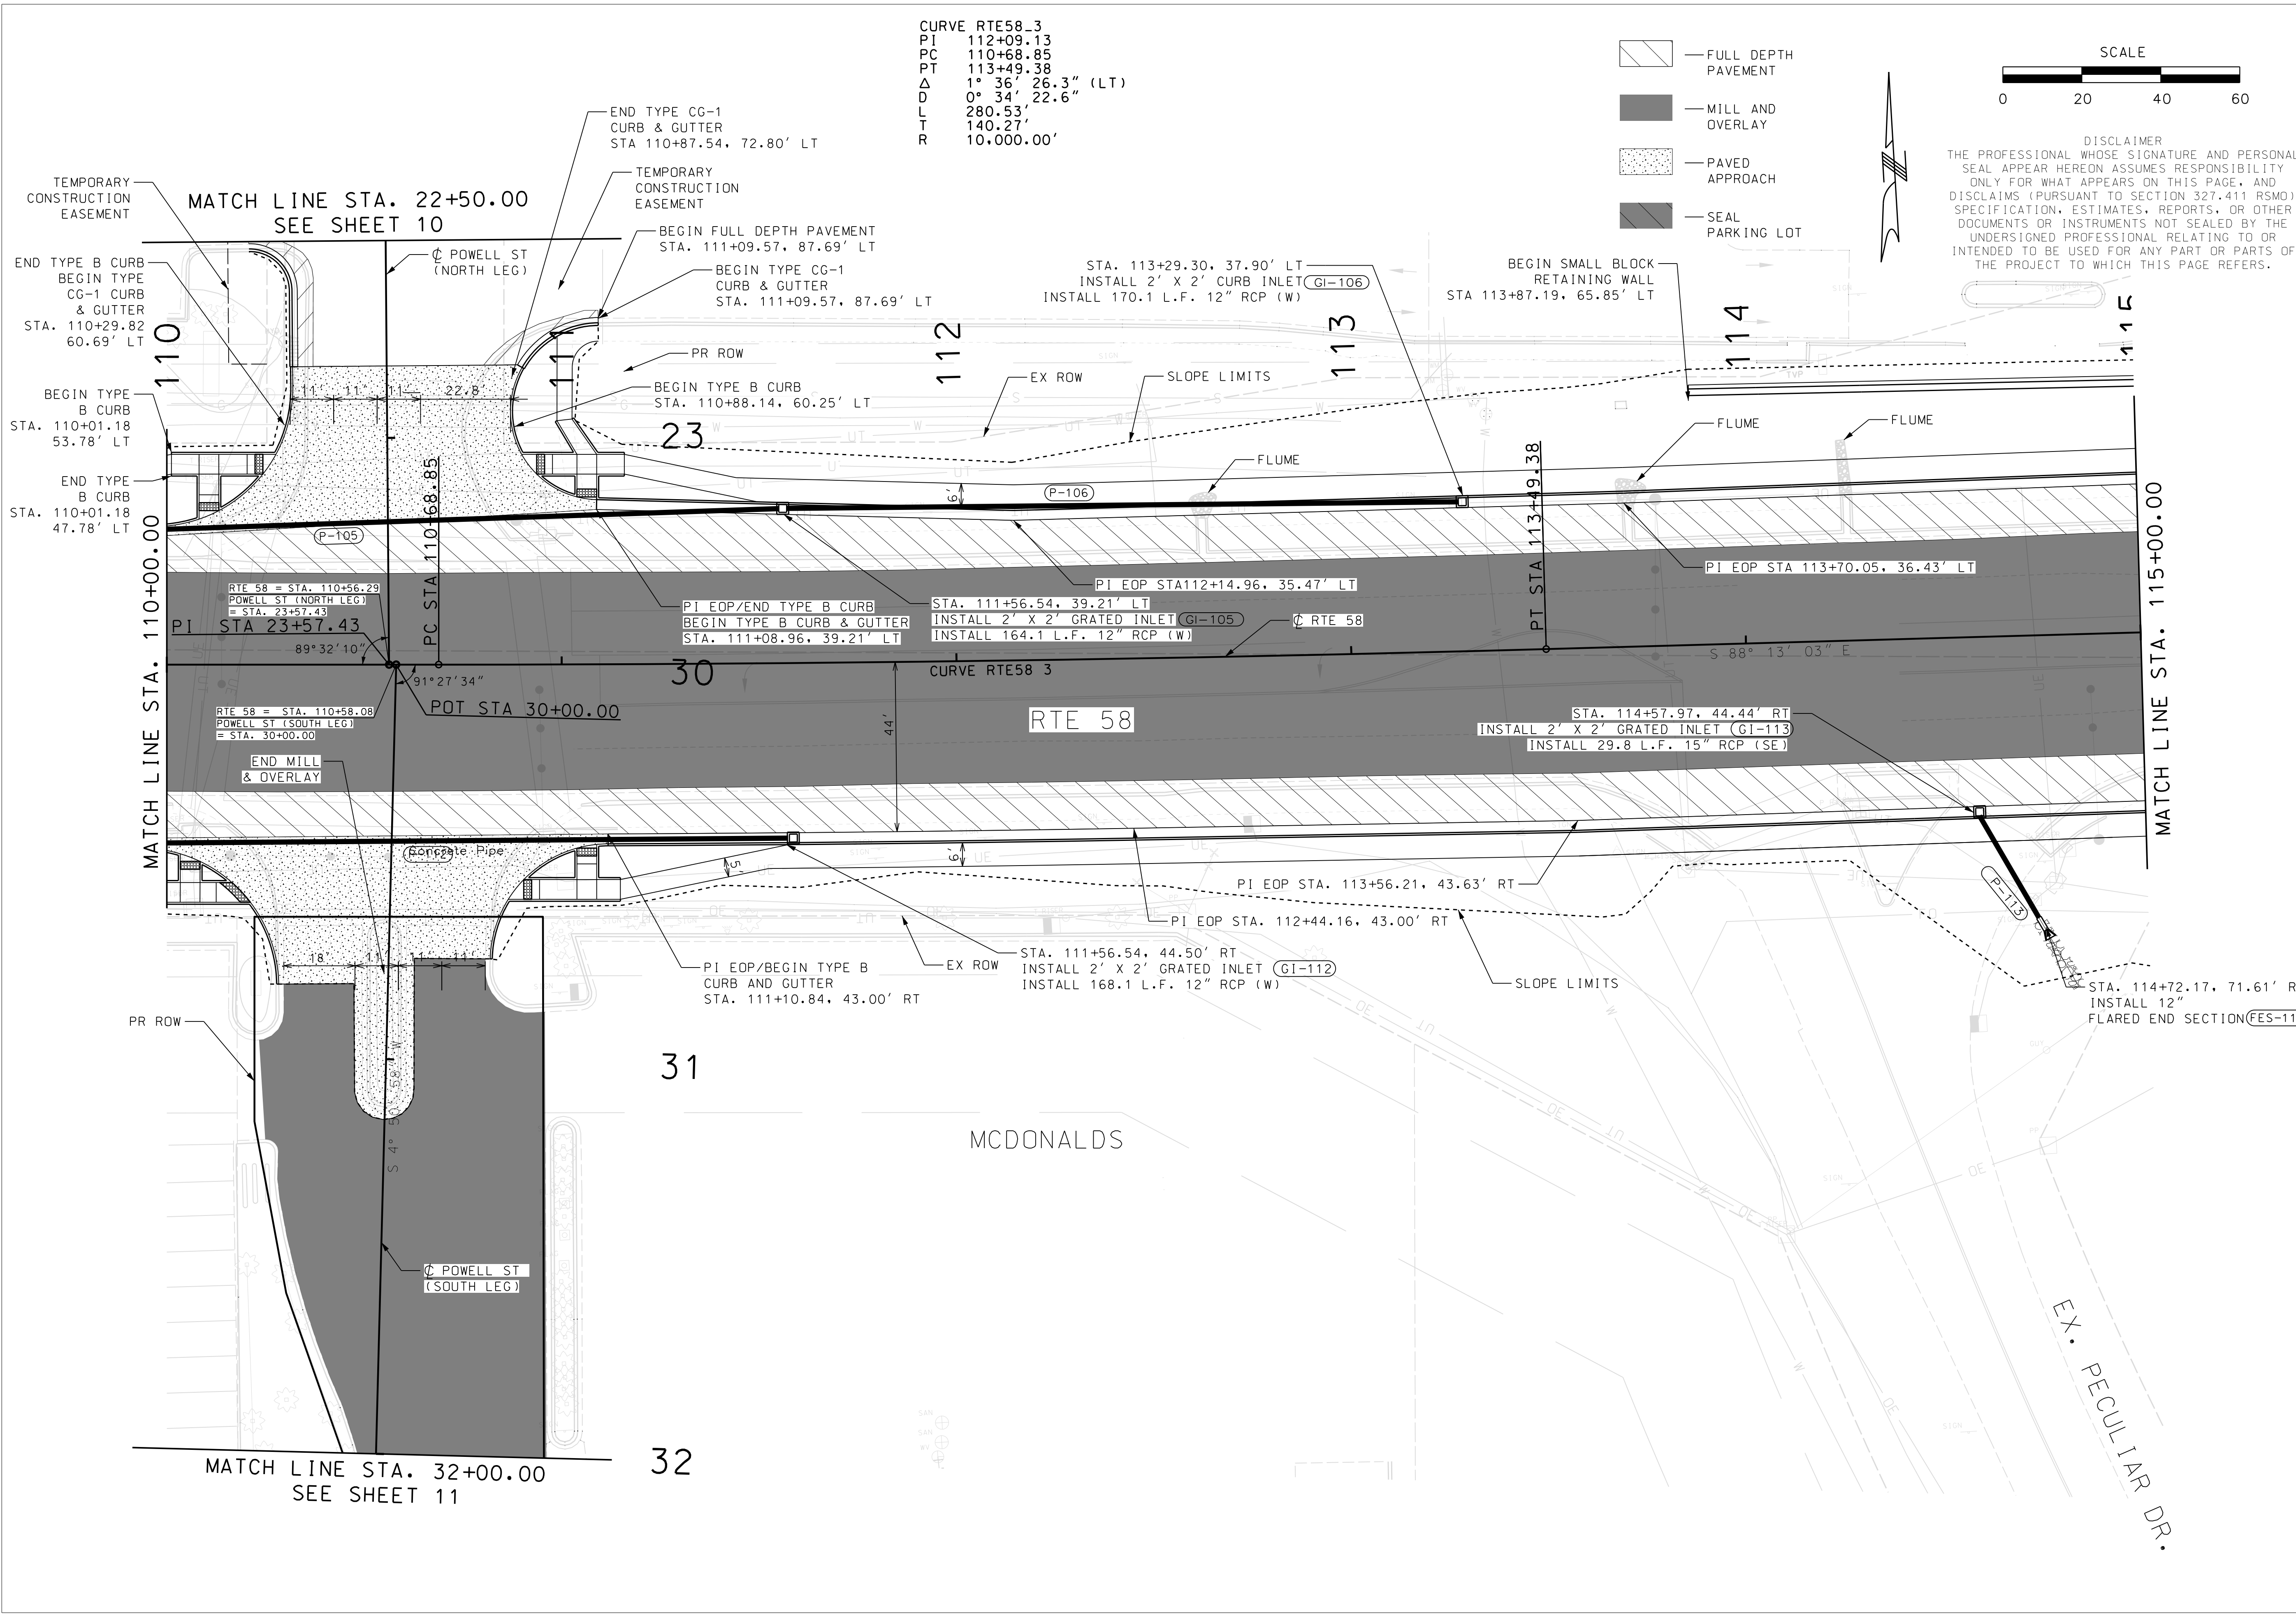 CURVE RTE58_3
PI 112+09.13
PC 110+68.85
PT 113+49.38
Δ 1° 36' 26.3" (LT)
D 0° 34' 22.6"
L 280.53'
T 140.27'
R 10,000.00'
FULL DEPTH
PAVEMENT
MILL AND
OVERLAY
PAVED
APPROACH
SEAL
PARKING LOT
N
SCALE
0 20 40 60
DISCLAIMER
THE PROFESSIONAL WHOSE SIGNATURE AND PERSONAL
SEAL APPEAR HEREON ASSUMES RESPONSIBILITY
ONLY FOR WHAT APPEARS ON THIS PAGE, AND
DISCLAIMS (PURSUANT TO SECTION 327.411 RSMO)
SPECIFICATION, ESTIMATES, REPORTS, OR OTHER
DOCUMENTS OR INSTRUMENTS NOT SEALED BY THE
UNDERSIGNED PROFESSIONAL RELATING TO OR
INTENDED TO BE USED FOR ANY PART OR PARTS OF
THE PROJECT TO WHICH THIS PAGE REFERS.
END TYPE CG-1
CURB & GUTTER
STA 110+87.54, 72.80' LT
TEMPORARY
CONSTRUCTION
EASEMENT
TEMPORARY
CONSTRUCTION
EASEMENT
MATCH LINE STA. 22+50.00
SEE SHEET 10
℄ POWELL ST
(NORTH LEG)
BEGIN FULL DEPTH PAVEMENT
STA. 111+09.57, 87.69' LT
BEGIN TYPE CG-1
CURB & GUTTER
STA. 111+09.57, 87.69' LT
END TYPE B CURB
BEGIN TYPE
CG-1 CURB
& GUTTER
STA. 110+29.82
60.69' LT
STA. 113+29.30, 37.90' LT
INSTALL 2' X 2' CURB INLET GI-106
INSTALL 170.1 L.F. 12" RCP (W)
BEGIN SMALL BLOCK
RETAINING WALL
STA 113+87.19, 65.85' LT
110
111
112
113
114
115
PR ROW
EX ROW
SLOPE LIMITS
BEGIN TYPE B CURB
STA. 110+88.14, 60.25' LT
11' 11' 11' 22.8'
BEGIN TYPE
B CURB
STA. 110+01.18
53.78' LT
END TYPE
B CURB
STA. 110+01.18
47.78' LT
23
FLUME
FLUME
FLUME
6'
P-106
P-105
MATCH LINE STA. 110+00.00
PC STA 110+68.85
PT STA 113+49.38
MATCH LINE STA. 115+00.00
RTE 58 = STA. 110+56.29
POWELL ST (NORTH LEG)
= STA. 23+57.43
PI STA 23+57.43
89°32'10"
PI EOP STA112+14.96, 35.47' LT
PI EOP STA 113+70.05, 36.43' LT
PI EOP/END TYPE B CURB
BEGIN TYPE B CURB & GUTTER
STA. 111+08.96, 39.21' LT
STA. 111+56.54, 39.21' LT
INSTALL 2' X 2' GRATED INLET GI-105
INSTALL 164.1 L.F. 12" RCP (W)
℄ RTE 58
S 88° 13' 03" E
30
CURVE RTE58 3
91°27'34"
POT STA 30+00.00
RTE 58 = STA. 110+58.08
POWELL ST (SOUTH LEG)
= STA. 30+00.00
44'
RTE 58
STA. 114+57.97, 44.44' RT
INSTALL 2' X 2' GRATED INLET GI-113
INSTALL 29.8 L.F. 15" RCP (SE)
END MILL
& OVERLAY
Concrete Pipe
5'
6'
P-113
PI EOP STA. 113+56.21, 43.63' RT
PI EOP STA. 112+44.16, 43.00' RT
18' 11' 11' 11'
PI EOP/BEGIN TYPE B
CURB AND GUTTER
STA. 111+10.84, 43.00' RT
EX ROW
STA. 111+56.54, 44.50' RT
INSTALL 2' X 2' GRATED INLET GI-112
INSTALL 168.1 L.F. 12" RCP (W)
SLOPE LIMITS
STA. 114+72.17, 71.61' R
INSTALL 12"
FLARED END SECTION FES-11
PR ROW
S 4° 50' 58" W
31
MCDONALDS
℄ POWELL ST
(SOUTH LEG)
EX. PECULIAR DR.
32
MATCH LINE STA. 32+00.00
SEE SHEET 11